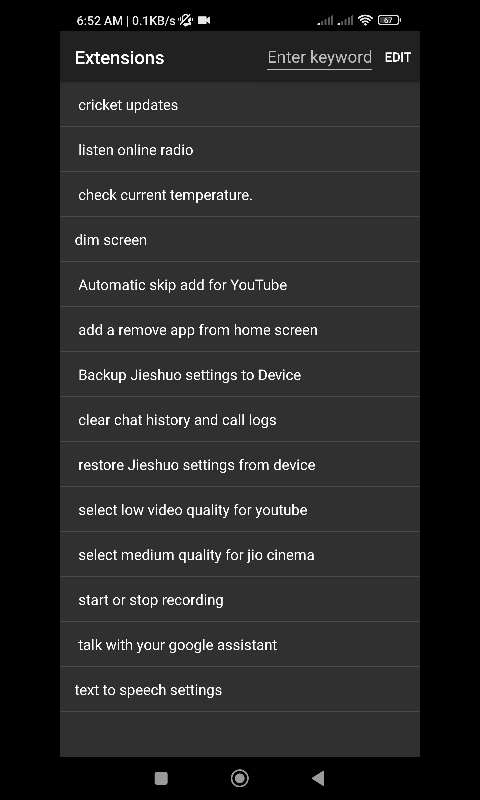 6:52 AM | 0.1KB/s
67
Extensions
Enter keyword
EDIT
cricket updates
listen online radio
check current temperature.
dim screen
Automatic skip add for YouTube
add a remove app from home screen
Backup Jieshuo settings to Device
clear chat history and call logs
restore Jieshuo settings from device
select low video quality for youtube
select medium quality for jio cinema
start or stop recording
talk with your google assistant
text to speech settings